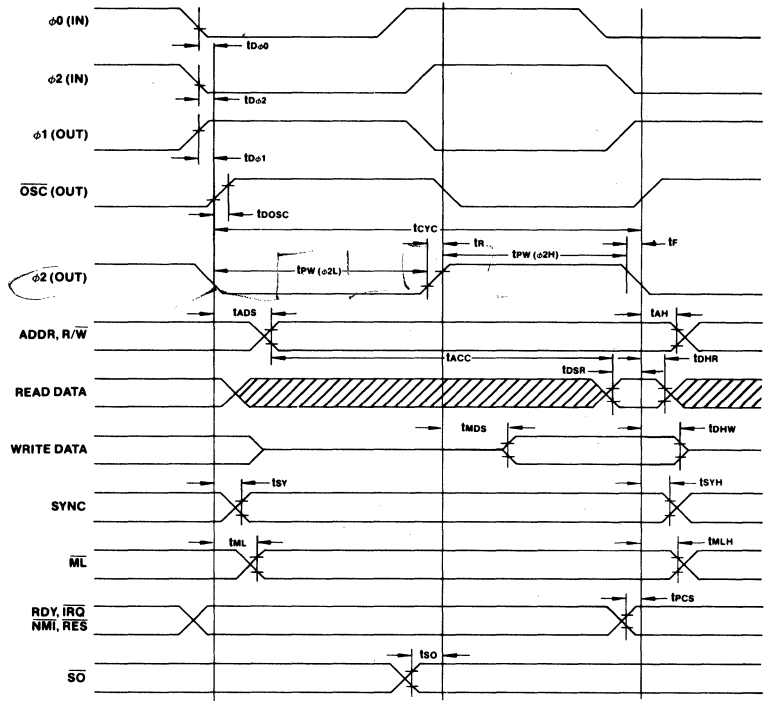 ϕ0 (IN)
tDϕ0
ϕ2 (IN)
tDϕ2
ϕ1 (OUT)
tDϕ1
OSC (OUT)
tDOSC
tCYC
tR
tPW (ϕ2H)
tF
ϕ2 (OUT)
tPW (ϕ2L)
tADS
tAH
ADDR, R/W
tACC
tDHR
tDSR
READ DATA
tMDS
tDHW
WRITE DATA
tSY
tSYH
SYNC
tML
tMLH
ML
tPCS
RDY, IRQ
NMI, RES
tSO
SO